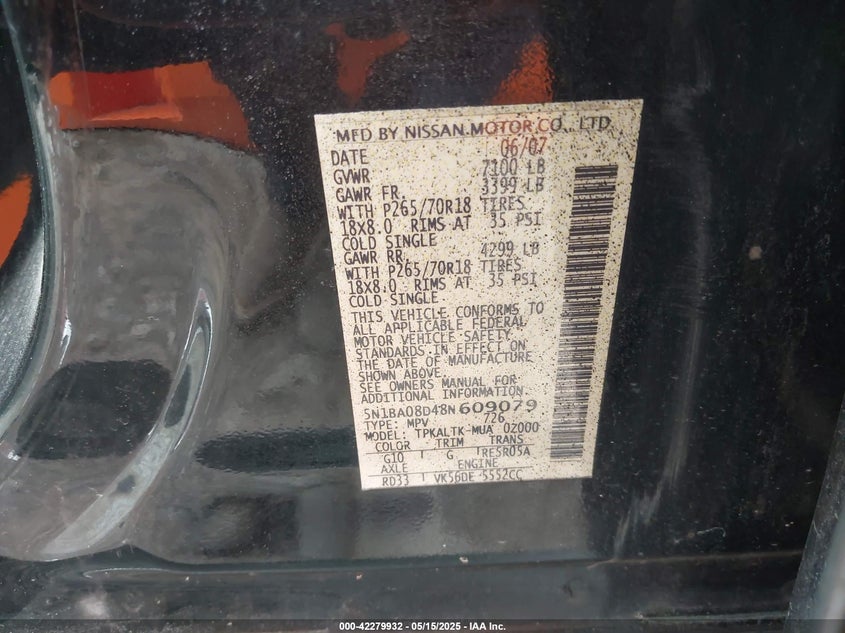 MFD BY NISSAN MOTOR CO., LTD
DATE 06/07
GVWR 7100 LB
GAWR FR. 3399 LB
WITH P265/70R18 TIRES
18X8.0 RIMS AT 35 PSI
COLD SINGLE
GAWR RR. 4299 LB
WITH P265/70R18 TIRES
18X8.0 RIMS AT 35 PSI
COLD SINGLE
THIS VEHICLE CONFORMS TO
ALL APPLICABLE FEDERAL
MOTOR VEHICLE SAFETY
STANDARDS IN EFFECT ON
THE DATE OF MANUFACTURE
SHOWN ABOVE.
SEE OWNERS MANUAL FOR
ADDITIONAL INFORMATION.
5N1BA08D48N609079
TYPE: MPV 726
MODEL: TPKALTK-MUA 02000
COLOR TRIM TRANS
G10 G RE5R05A
AXLE ENGINE
RD33 VK56DE 5552CC
000-42279932 - 05/15/2025 - IAA Inc.